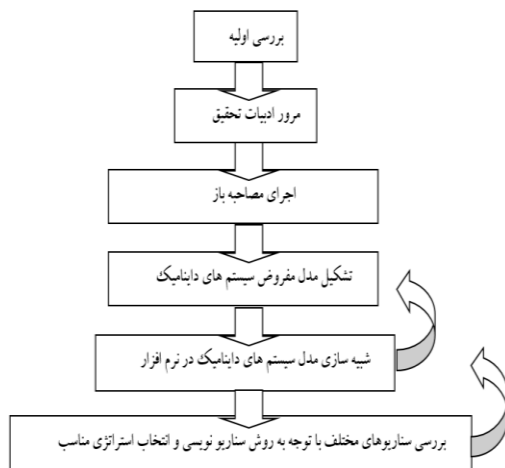 بررسی اولیه
مرور ادبیات تحقیق
اجرای مصاحبه باز
تشکیل مدل مفروض سیستم های داینامیک
شبیه سازی مدل سیستم های داینامیک در نرم افزار
بررسی سناریوهای مختلف با توجه به روش سناریو نویسی و انتخاب استراتژی مناسب